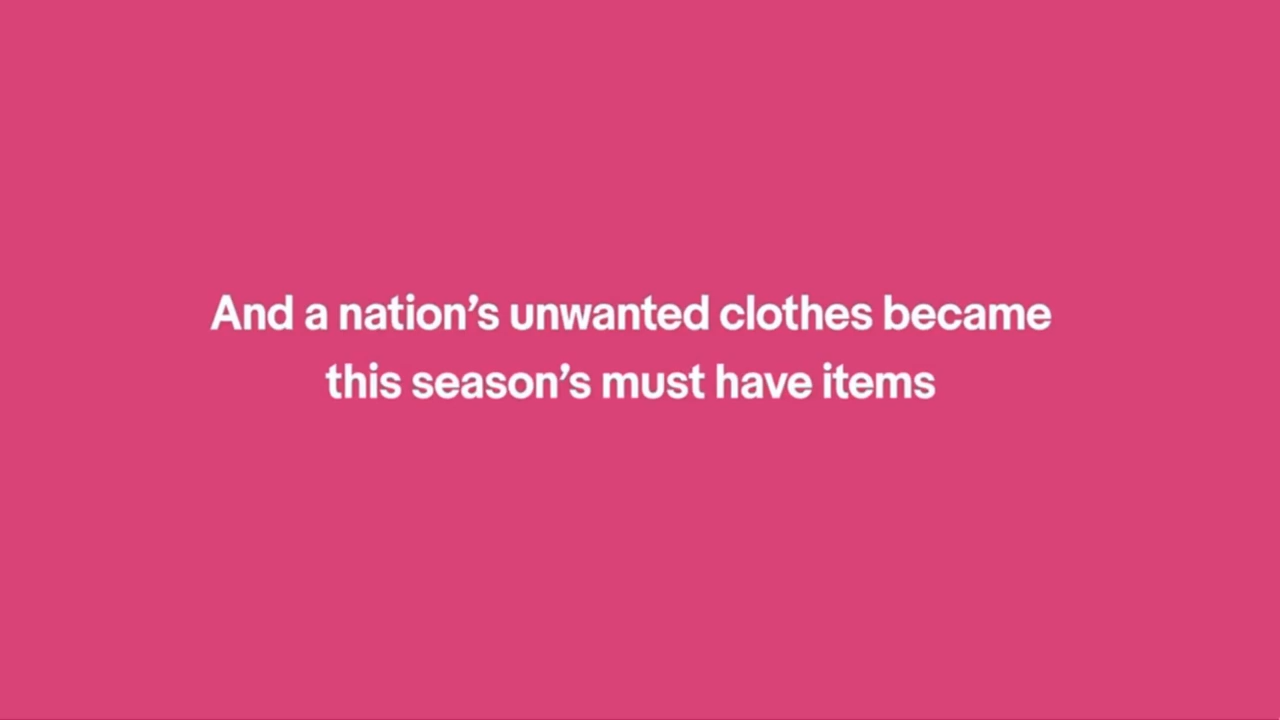 And a nation’s unwanted clothes became
this season’s must have items